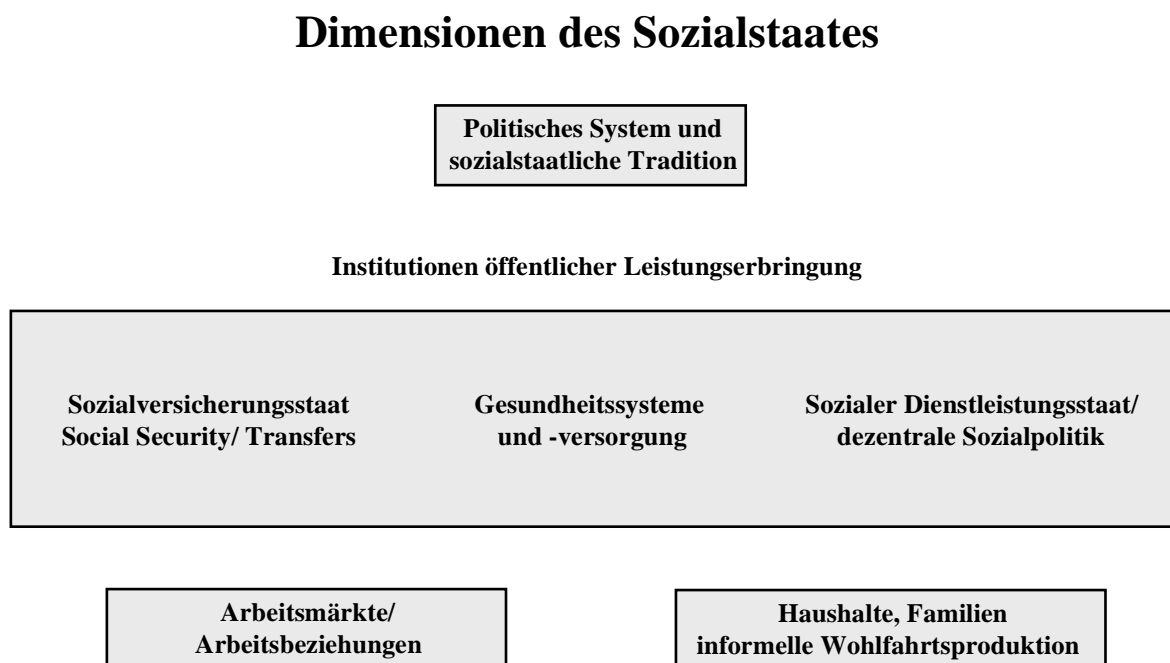 Dimensionen des Sozialstaates
Politisches System und
sozialstaatliche Tradition
Institutionen öffentlicher Leistungserbringung
Sozialversicherungsstaat
Social Security/ Transfers
Gesundheitssysteme
und -versorgung
Sozialer Dienstleistungsstaat/
dezentrale Sozialpolitik
Arbeitsmärkte/
Arbeitsbeziehungen
Haushalte, Familien
informelle Wohlfahrtsproduktion